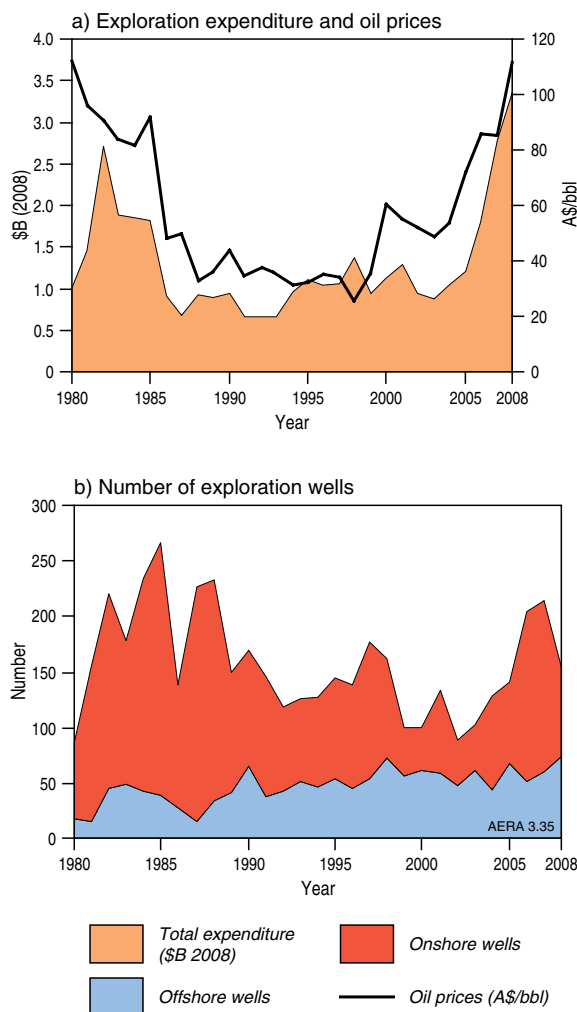 a) Exploration expenditure and oil prices
4.0
3.5
3.0
2.5
2.0
1.5
1.0
0.5
0
$B (2008)
120
100
80
60
40
20
0
A$/bbl
1980 1985 1990 1995 2000 2005 2008
Year
b) Number of exploration wells
300
250
200
150
100
50
0
Number
AERA 3.35
1980 1985 1990 1995 2000 2005 2008
Year
Total expenditure
($B 2008)
Onshore wells
Offshore wells
Oil prices (A$/bbl)